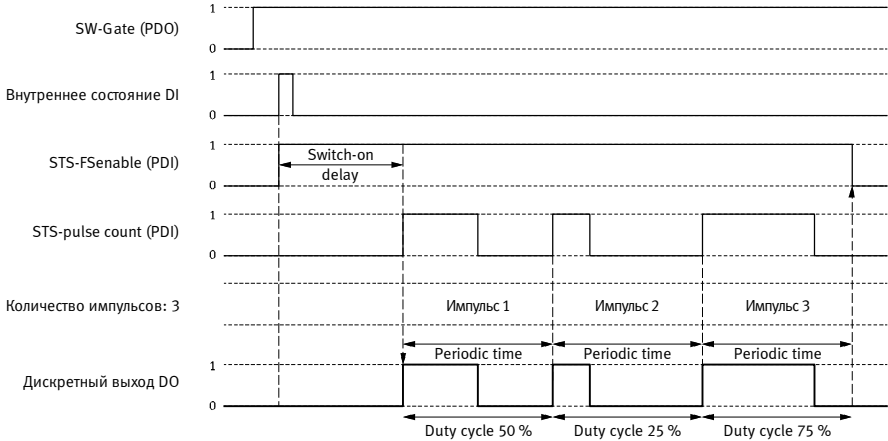 SW-Gate (PDO)
1
0
Внутреннее состояние DI
1
0
STS-FSenable (PDI)
1
0
Switch-on
delay
STS-pulse count (PDI)
1
0
Количество импульсов: 3
Импульс 1
Импульс 2
Импульс 3
Periodic time
Periodic time
Periodic time
Дискретный выход DO
1
0
Duty cycle 50 %
Duty cycle 25 %
Duty cycle 75 %